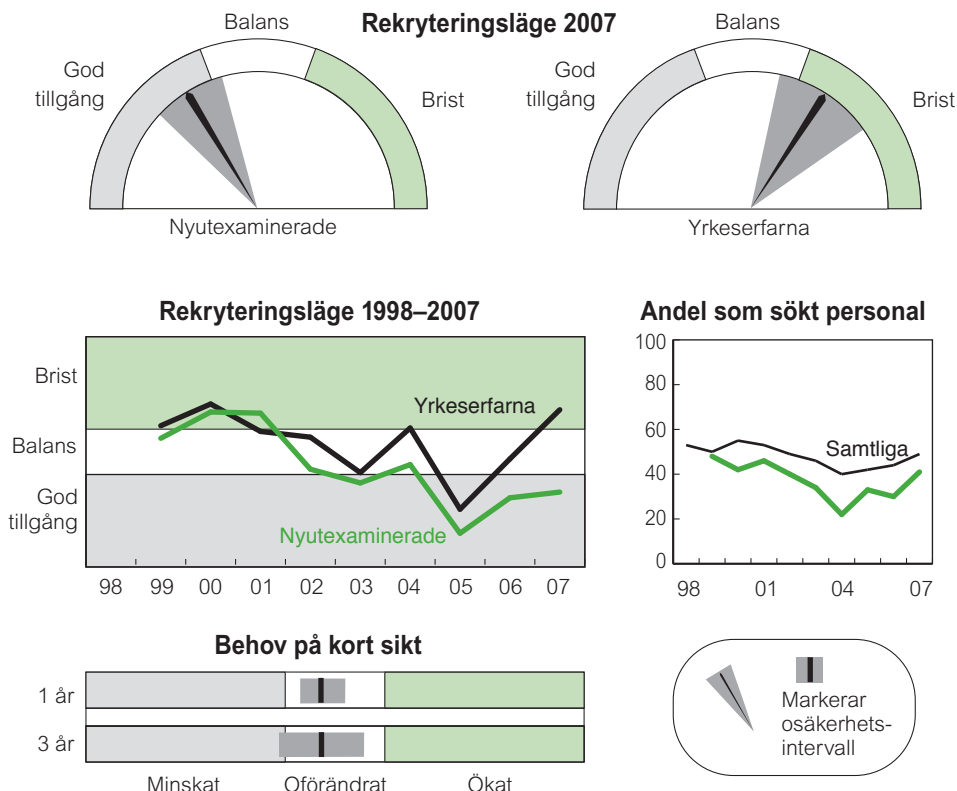 Rekryteringsläge 2007
Balans
God
tillgång
Brist
Nyutexaminerade
Balans
God
tillgång
Brist
Yrkeserfarna
Rekryteringsläge 1998–2007
Brist
Balans
God
tillgång
Yrkeserfarna
Nyutexaminerade
98 99 00 01 02 03 04 05 06 07
Andel som sökt personal
100
80
60
40
20
0
Samtliga
98 01 04 07
Behov på kort sikt
1 år
3 år
Minskat Oförändrat Ökat
Markerar
osäkerhets-
intervall